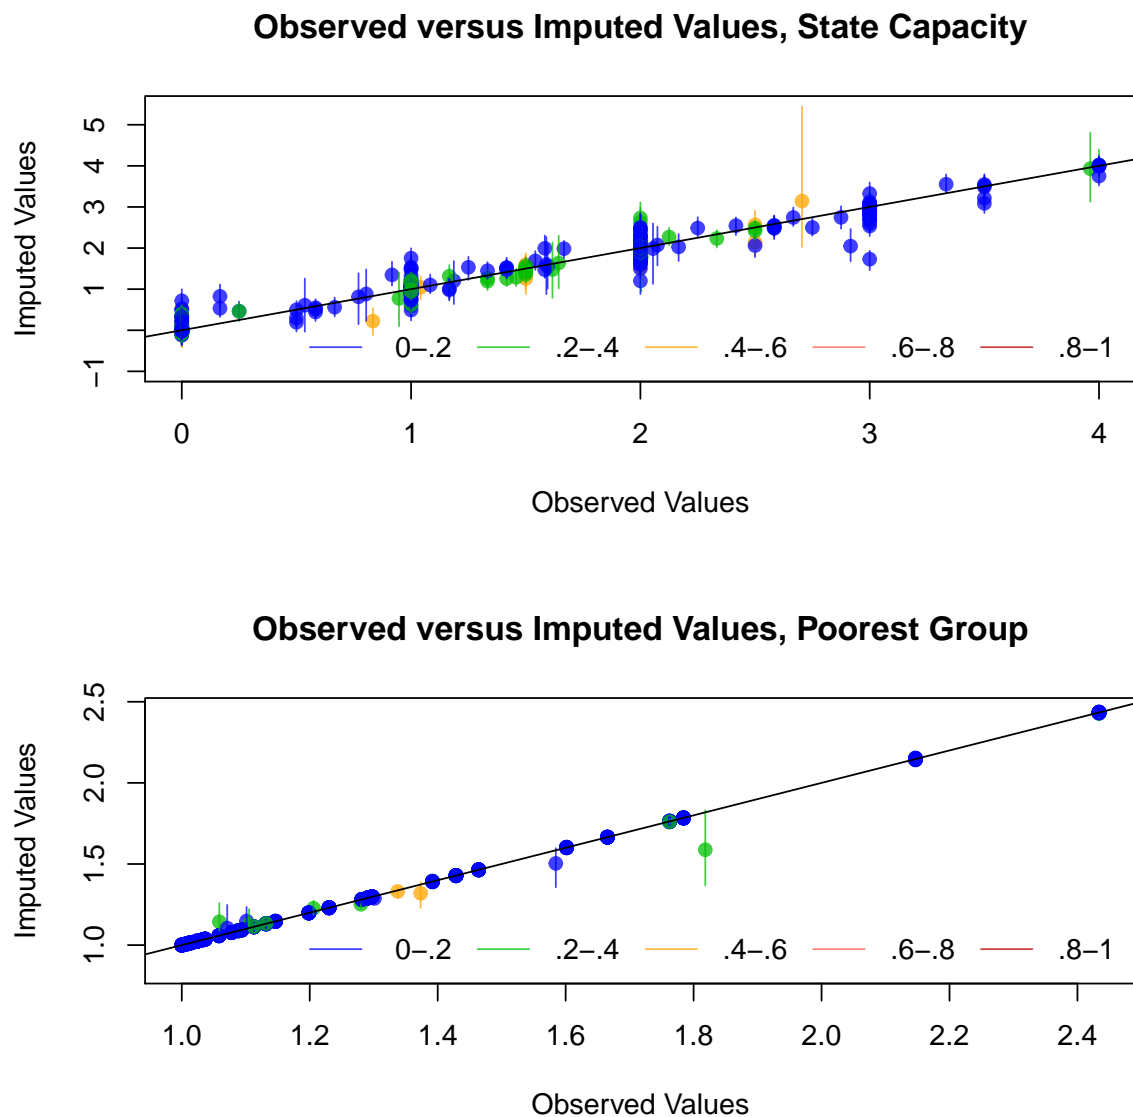 Observed versus Imputed Values, State Capacity
Imputed Values
5
4
3
2
1
−1
0−.2 .2−.4 .4−.6 .6−.8 .8−1
0 1 2 3 4
Observed Values
Observed versus Imputed Values, Poorest Group
Imputed Values
2.5
2.0
1.5
1.0
0−.2 .2−.4 .4−.6 .6−.8 .8−1
1.0 1.2 1.4 1.6 1.8 2.0 2.2 2.4
Observed Values